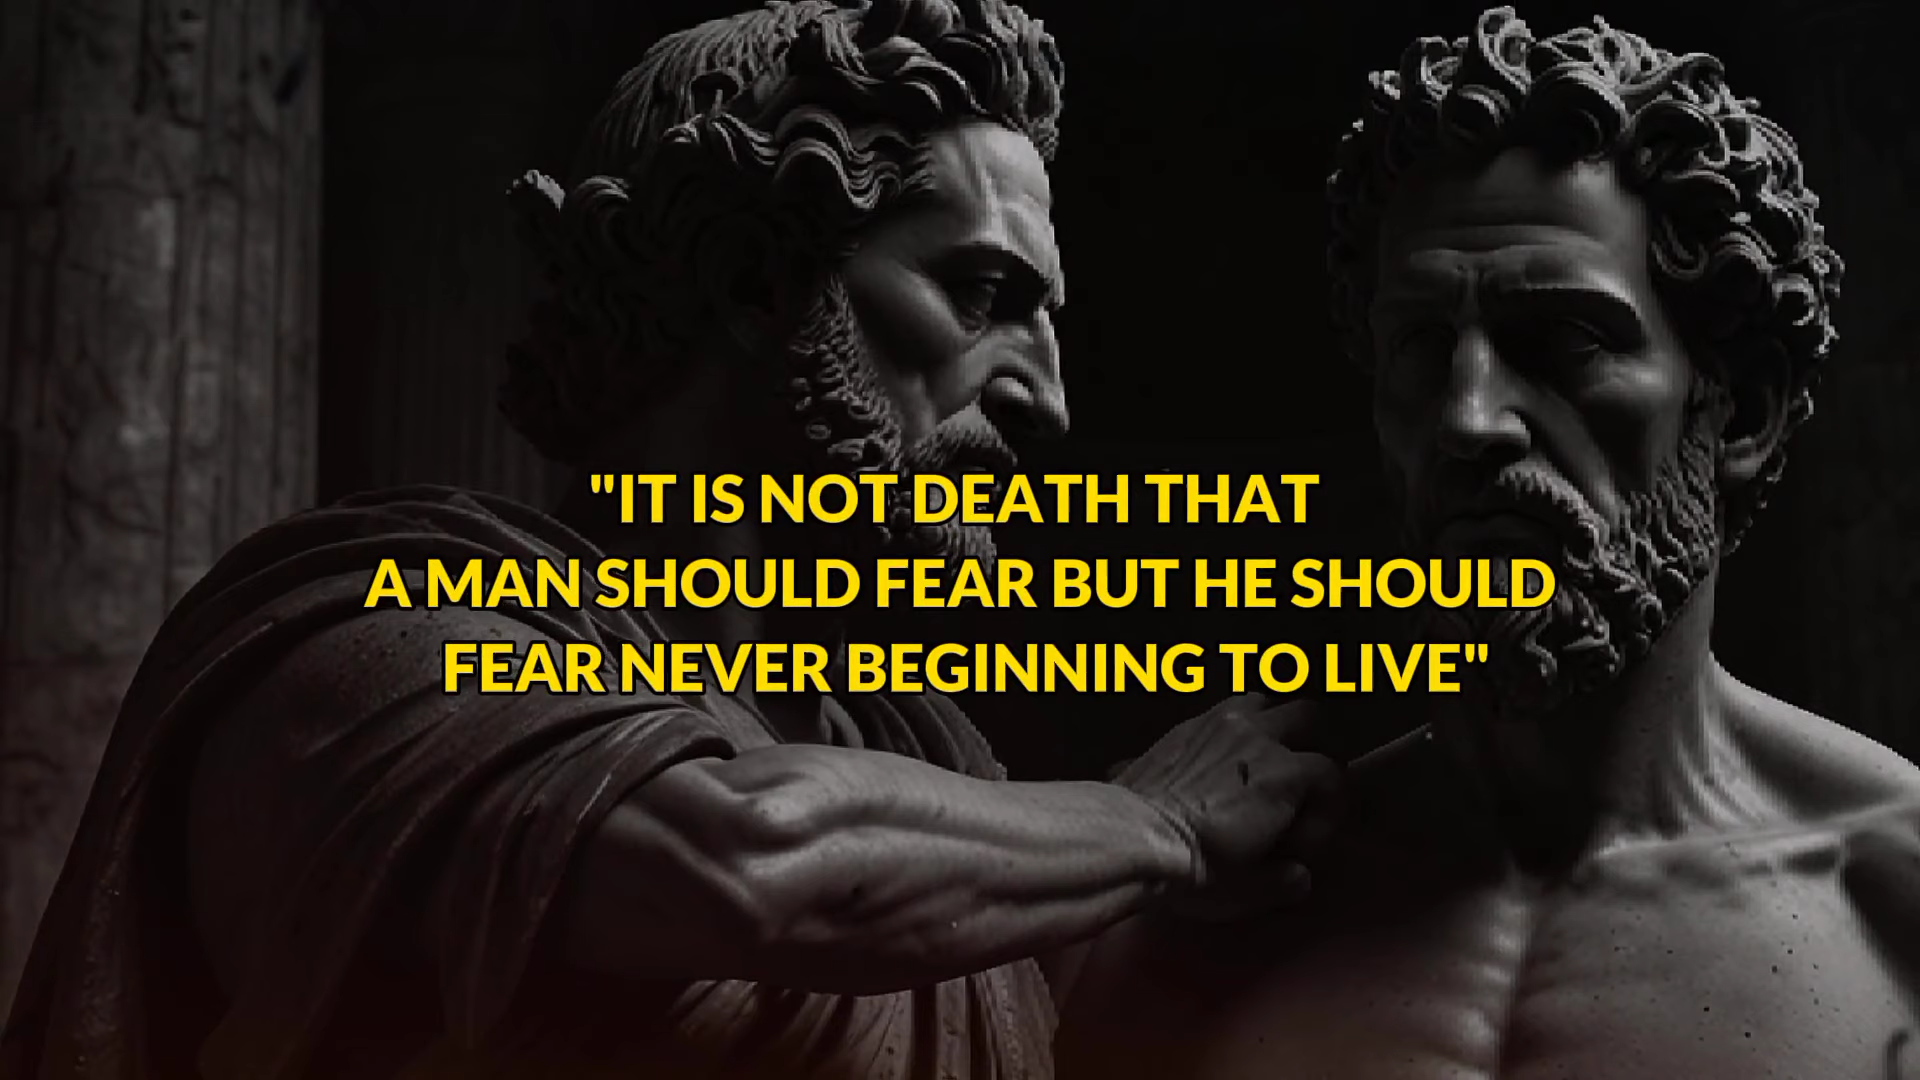 "IT IS NOT DEATH THAT
A MAN SHOULD FEAR BUT HE SHOULD
FEAR NEVER BEGINNING TO LIVE"